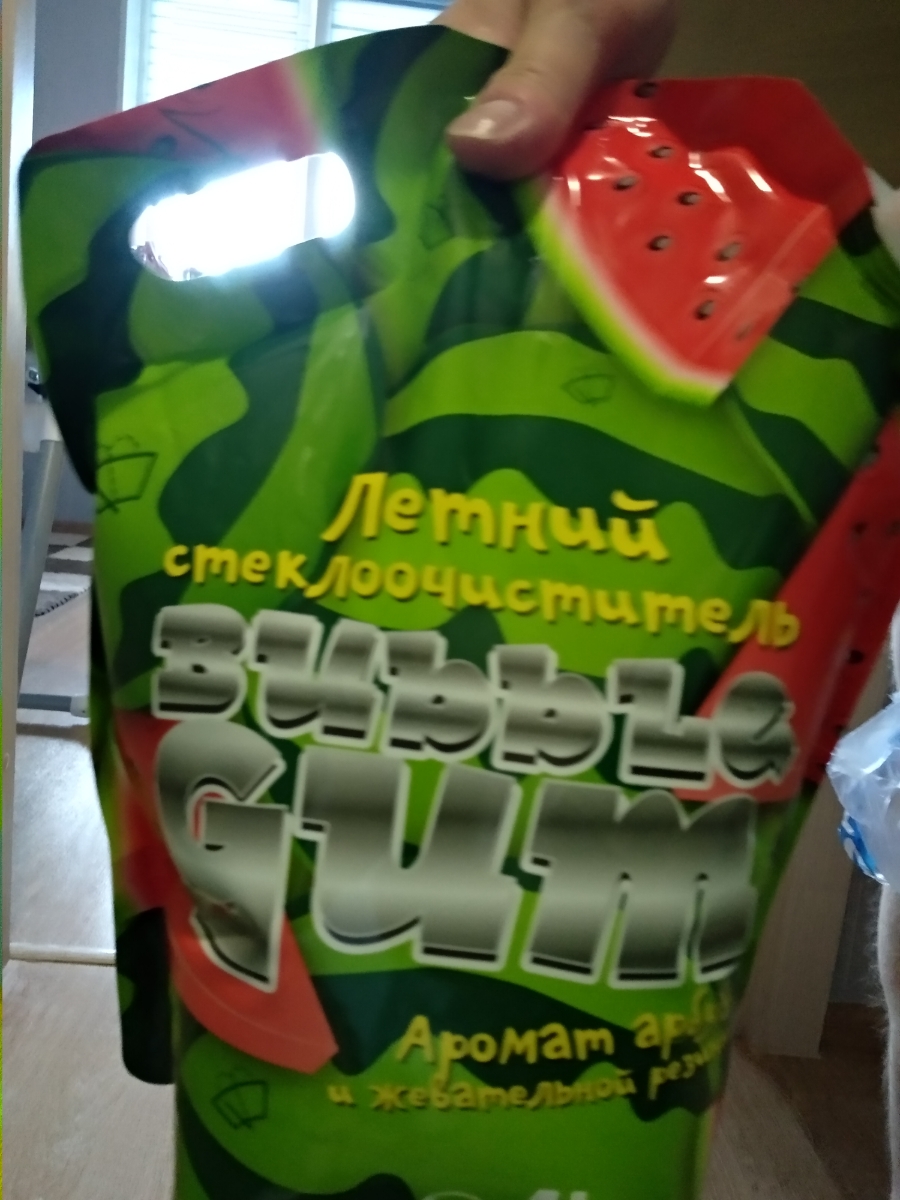 Летний
стеклоочиститель
Bubble
Gum
Аромат
и жевательной